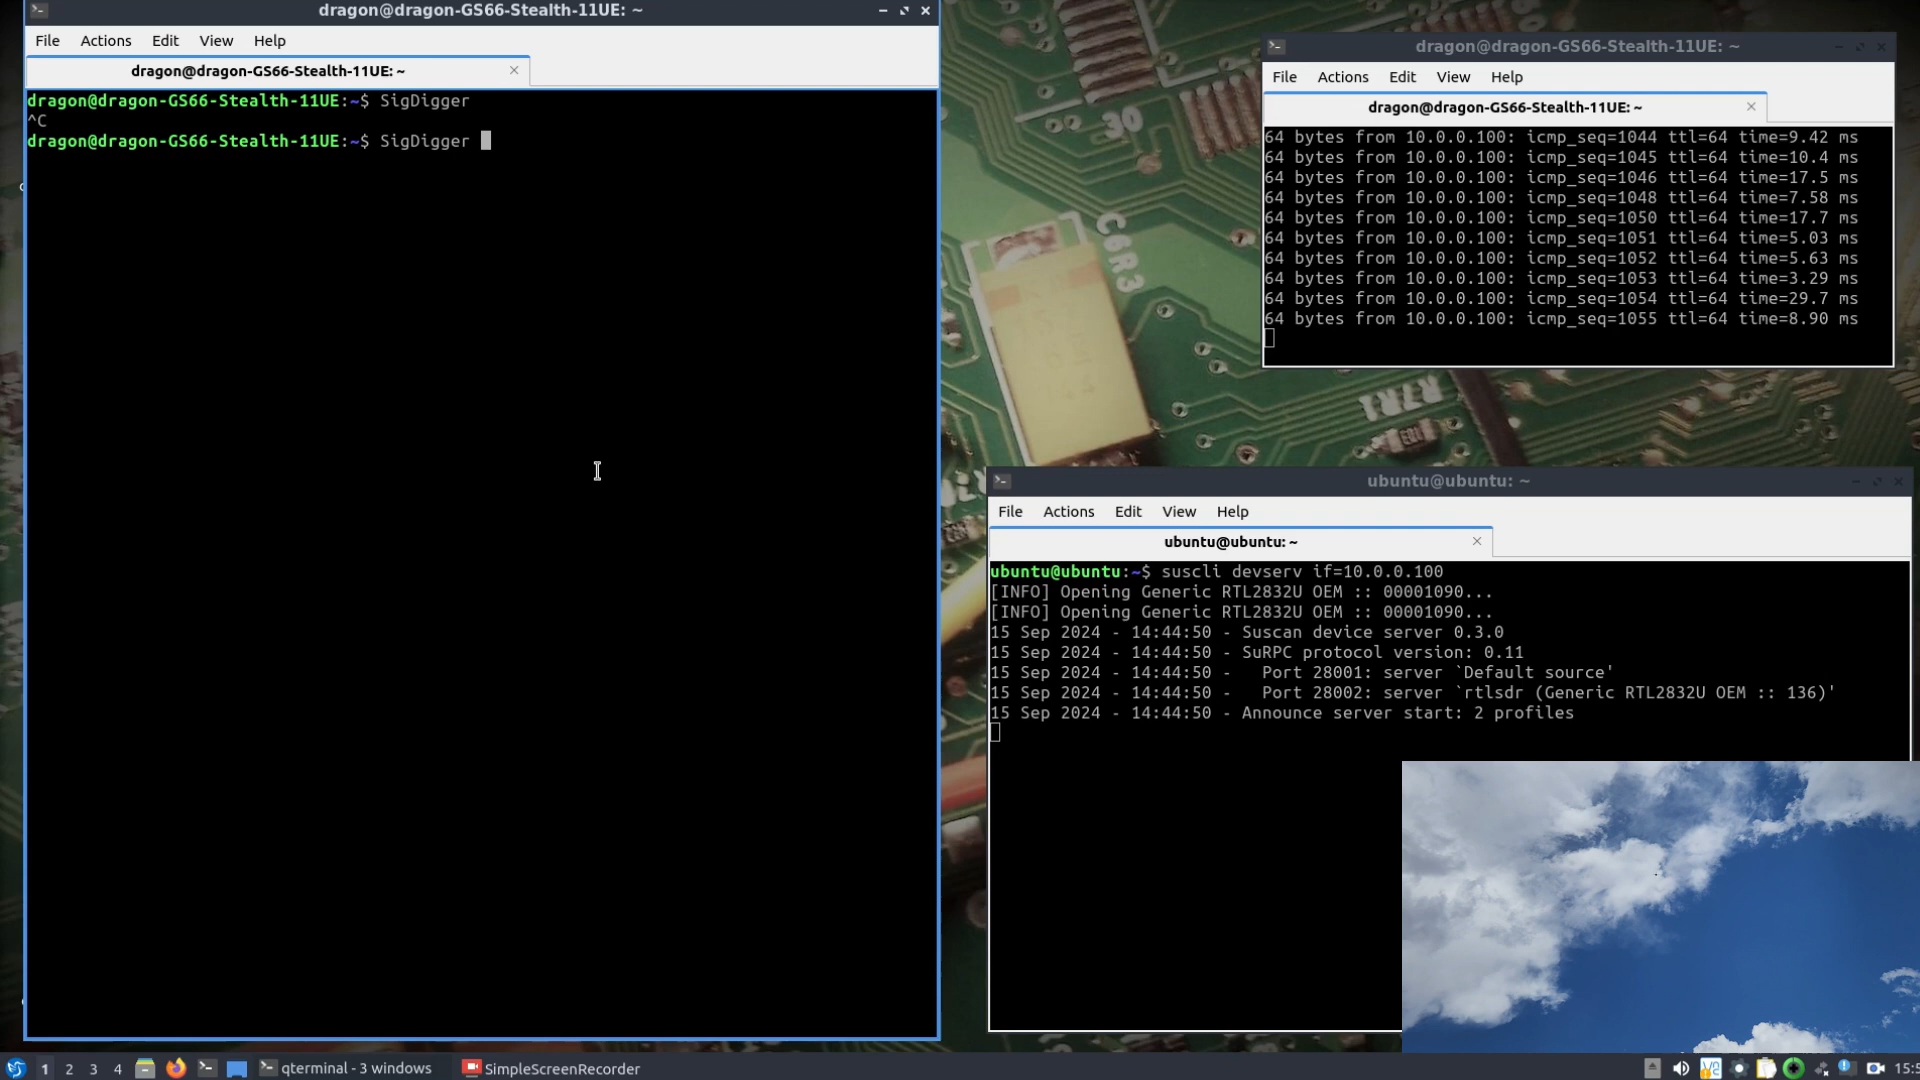 dragon@dragon-GS66-Stealth-11UE: ~
File Actions Edit View Help
dragon@dragon-GS66-Stealth-11UE: ~
dragon@dragon-GS66-Stealth-11UE:~$ SigDigger
^C
dragon@dragon-GS66-Stealth-11UE:~$ SigDigger
dragon@dragon-GS66-Stealth-11UE: ~
File Actions Edit View Help
dragon@dragon-GS66-Stealth-11UE: ~
64 bytes from 10.0.0.100: icmp_seq=1044 ttl=64 time=9.42 ms
64 bytes from 10.0.0.100: icmp_seq=1045 ttl=64 time=10.4 ms
64 bytes from 10.0.0.100: icmp_seq=1046 ttl=64 time=17.5 ms
64 bytes from 10.0.0.100: icmp_seq=1048 ttl=64 time=7.58 ms
64 bytes from 10.0.0.100: icmp_seq=1050 ttl=64 time=17.7 ms
64 bytes from 10.0.0.100: icmp_seq=1051 ttl=64 time=5.03 ms
64 bytes from 10.0.0.100: icmp_seq=1052 ttl=64 time=5.63 ms
64 bytes from 10.0.0.100: icmp_seq=1053 ttl=64 time=3.29 ms
64 bytes from 10.0.0.100: icmp_seq=1054 ttl=64 time=29.7 ms
64 bytes from 10.0.0.100: icmp_seq=1055 ttl=64 time=8.90 ms
30
C6R3
R7R1
ubuntu@ubuntu: ~
File Actions Edit View Help
ubuntu@ubuntu: ~
ubuntu@ubuntu:~$ suscli devserv if=10.0.0.100
[INFO] Opening Generic RTL2832U OEM :: 00001090...
[INFO] Opening Generic RTL2832U OEM :: 00001090...
15 Sep 2024 - 14:44:50 - Suscan device server 0.3.0
15 Sep 2024 - 14:44:50 - SuRPC protocol version: 0.11
15 Sep 2024 - 14:44:50 -   Port 28001: server `Default source'
15 Sep 2024 - 14:44:50 -   Port 28002: server `rtlsdr (Generic RTL2832U OEM :: 136)'
15 Sep 2024 - 14:44:50 - Announce server start: 2 profiles
1 2 3 4 qterminal - 3 windows SimpleScreenRecorder